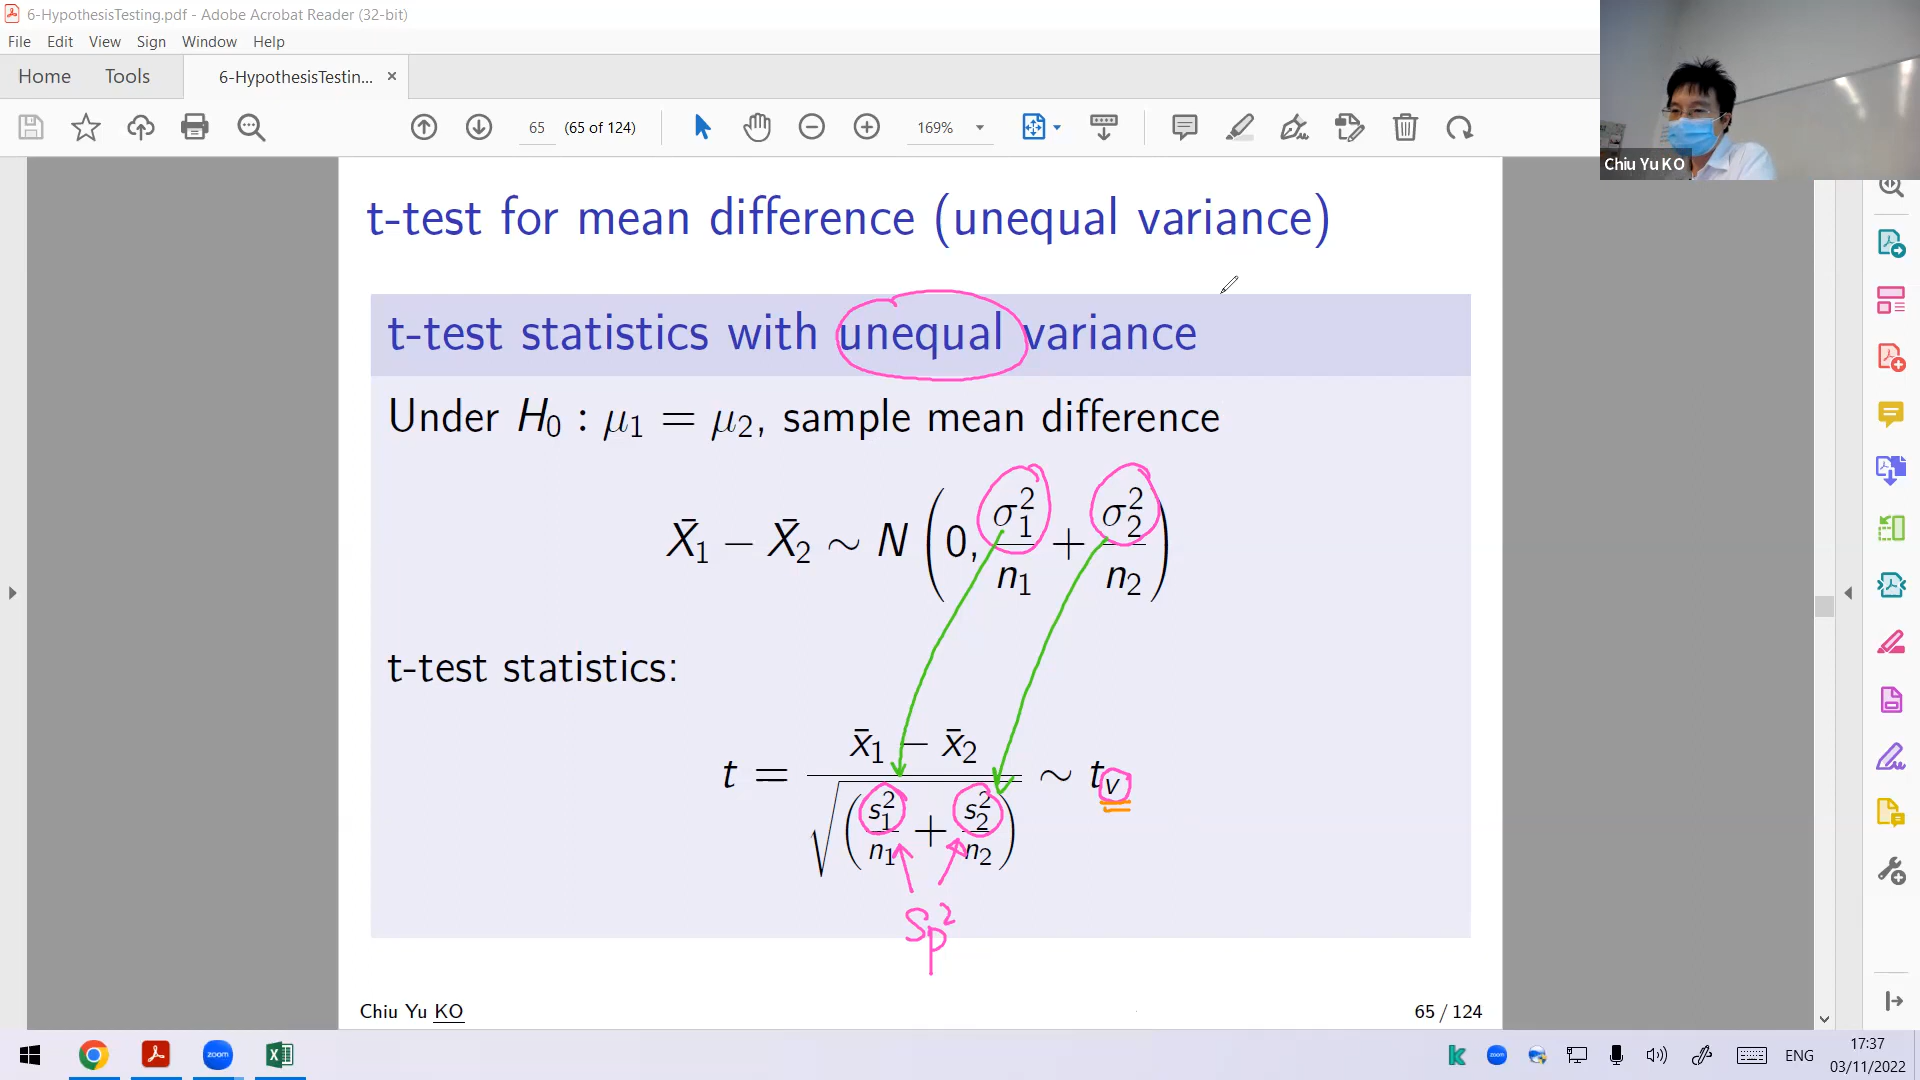 6-HypothesisTesting.pdf - Adobe Acrobat Reader (32-bit)
File Edit View Sign Window Help
Home Tools 6-HypothesisTestin... ×
65 (65 of 124) 169%
Chiu Yu KO
t-test for mean difference (unequal variance)
t-test statistics with unequal variance
Under H₀ : μ₁ = μ₂, sample mean difference
X̄₁ − X̄₂ ∼ N (0, σ₁²/n₁ + σ₂²/n₂)
t-test statistics:
t = (x̄₁ − x̄₂) / √(s₁²/n₁ + s₂²/n₂) ∼ t_v
Sp²
Chiu Yu KO 65 / 124
zoom
zoom
ENG
17:37
03/11/2022